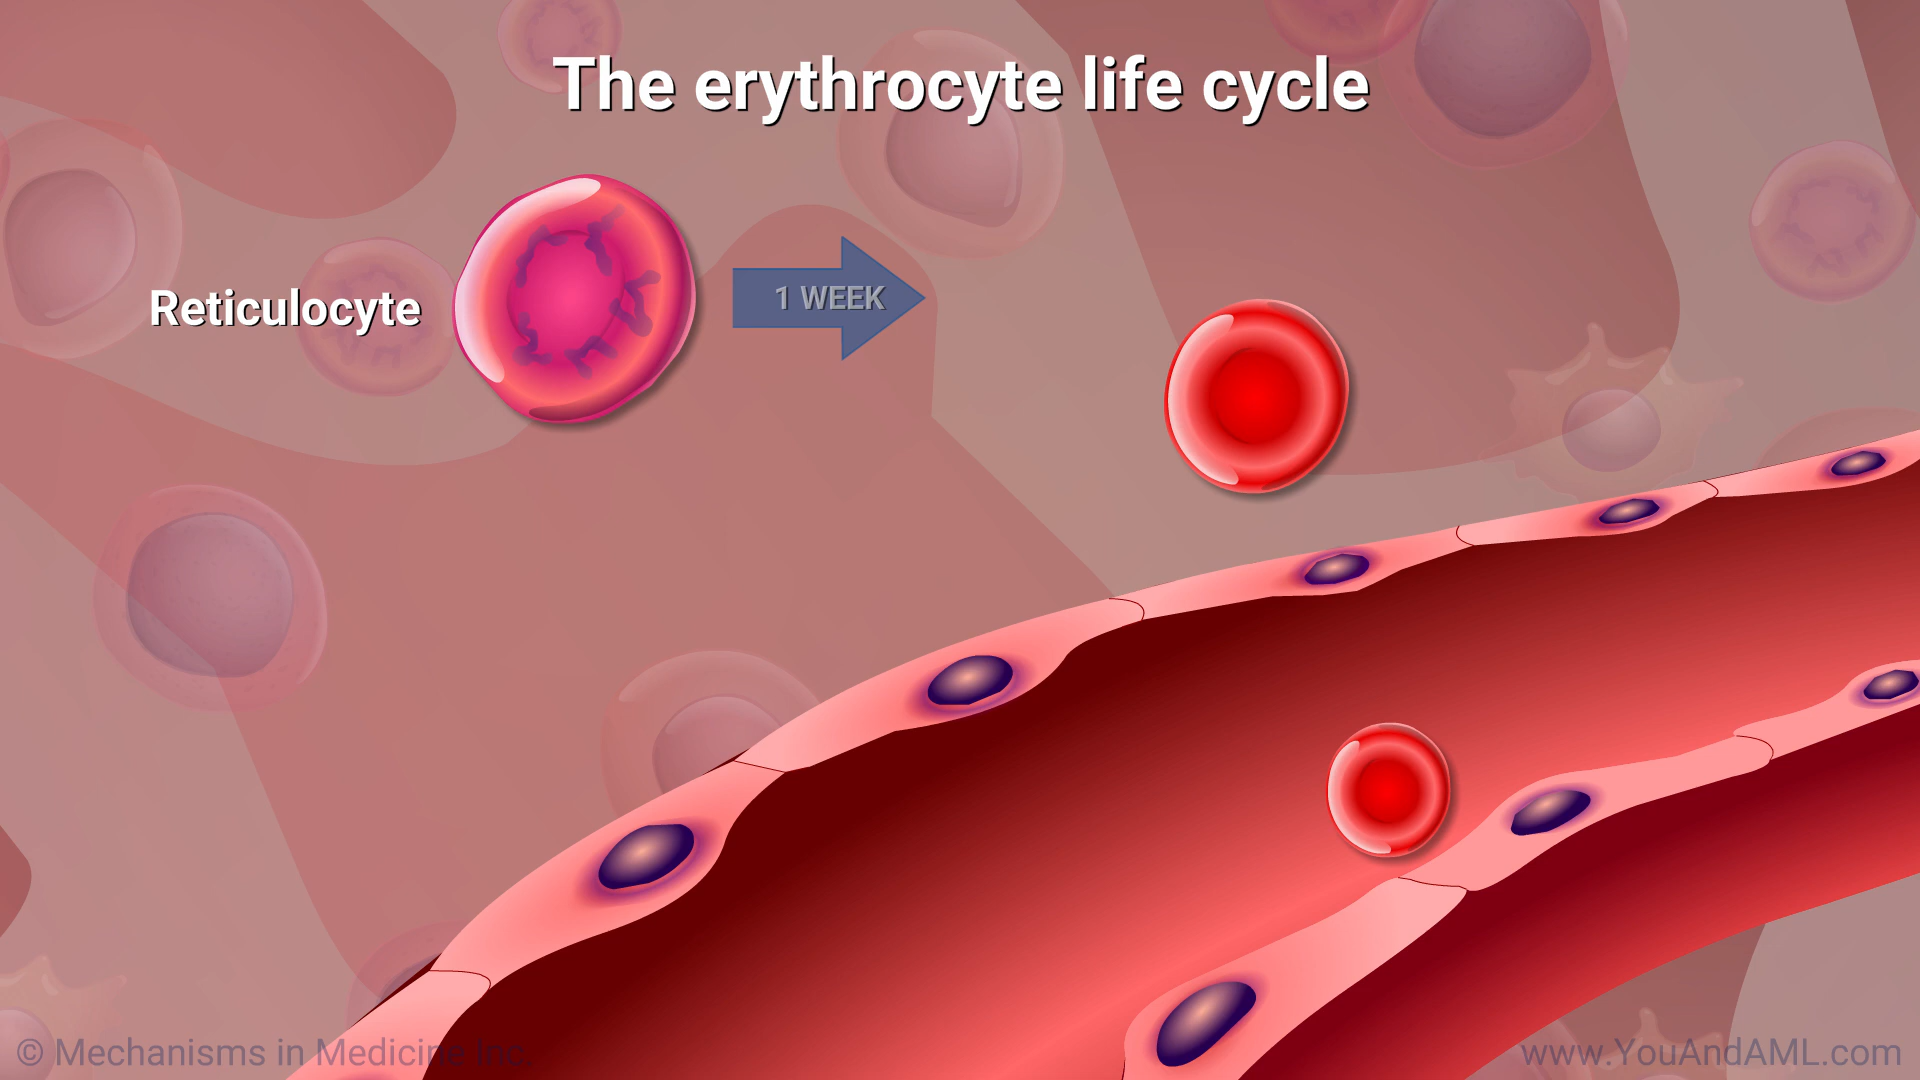 The erythrocyte life cycle
Reticulocyte
1 WEEK
© Mechanisms in Medicine Inc.
www.YouAndAML.com